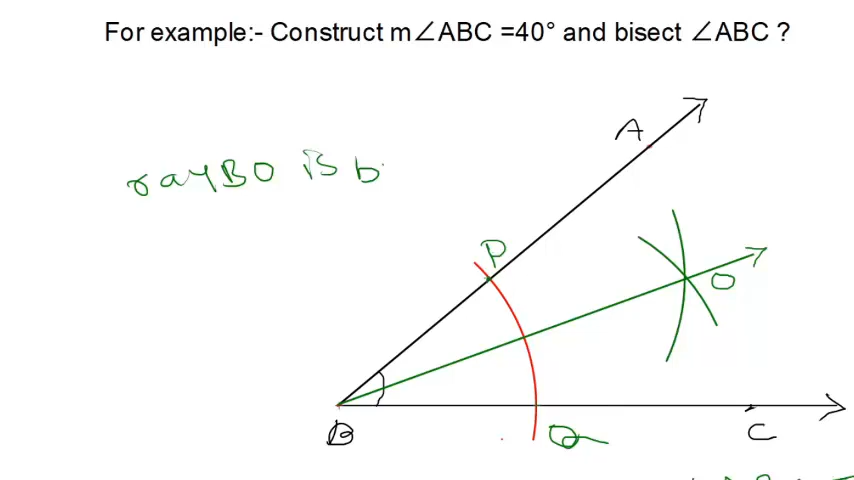 For example:- Construct m∠ABC =40° and bisect ∠ABC ?
A
ray BO is b
P
O
B
Q
C